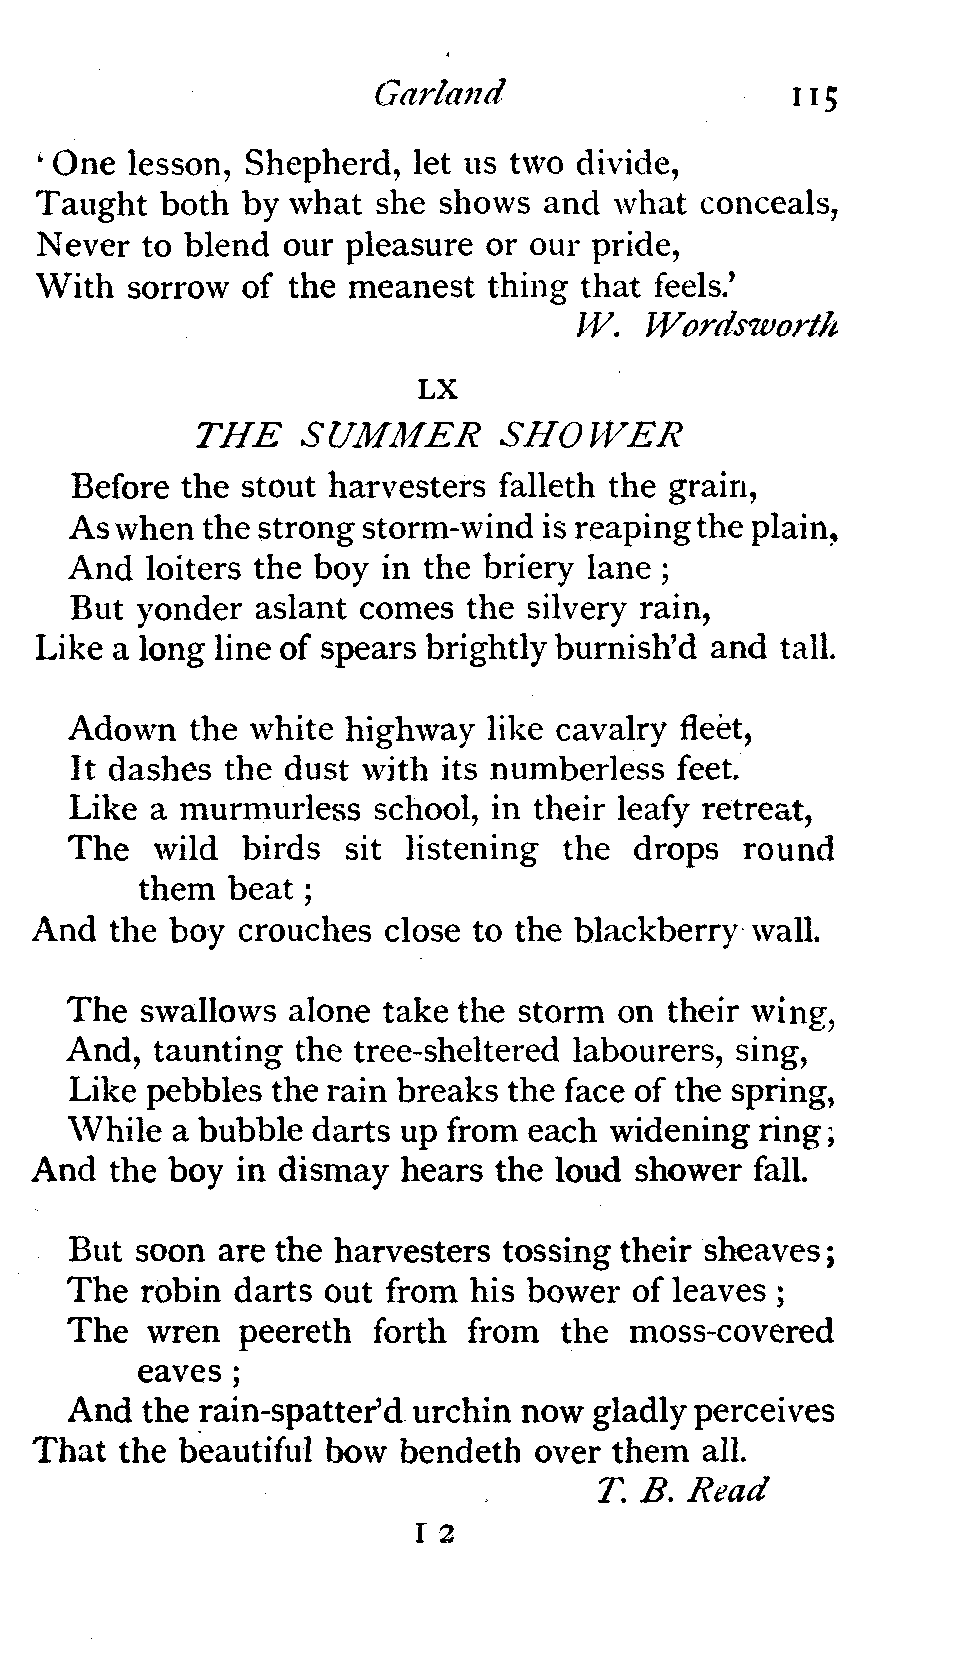 Garland 115
‘ One lesson, Shepherd, let us two divide,
Taught both by what she shows and what conceals,
Never to blend our pleasure or our pride,
With sorrow of the meanest thing that feels.’
W. Wordsworth
LX
THE SUMMER SHOWER
Before the stout harvesters falleth the grain,
As when the strong storm-wind is reaping the plain,
And loiters the boy in the briery lane ;
But yonder aslant comes the silvery rain,
Like a long line of spears brightly burnish’d and tall.
Adown the white highway like cavalry fleet,
It dashes the dust with its numberless feet.
Like a murmurless school, in their leafy retreat,
The wild birds sit listening the drops round
them beat ;
And the boy crouches close to the blackberry wall.
The swallows alone take the storm on their wing,
And, taunting the tree-sheltered labourers, sing,
Like pebbles the rain breaks the face of the spring,
While a bubble darts up from each widening ring ;
And the boy in dismay hears the loud shower fall.
But soon are the harvesters tossing their sheaves ;
The robin darts out from his bower of leaves ;
The wren peereth forth from the moss-covered
eaves ;
And the rain-spatter’d urchin now gladly perceives
That the beautiful bow bendeth over them all.
T. B. Read
I 2